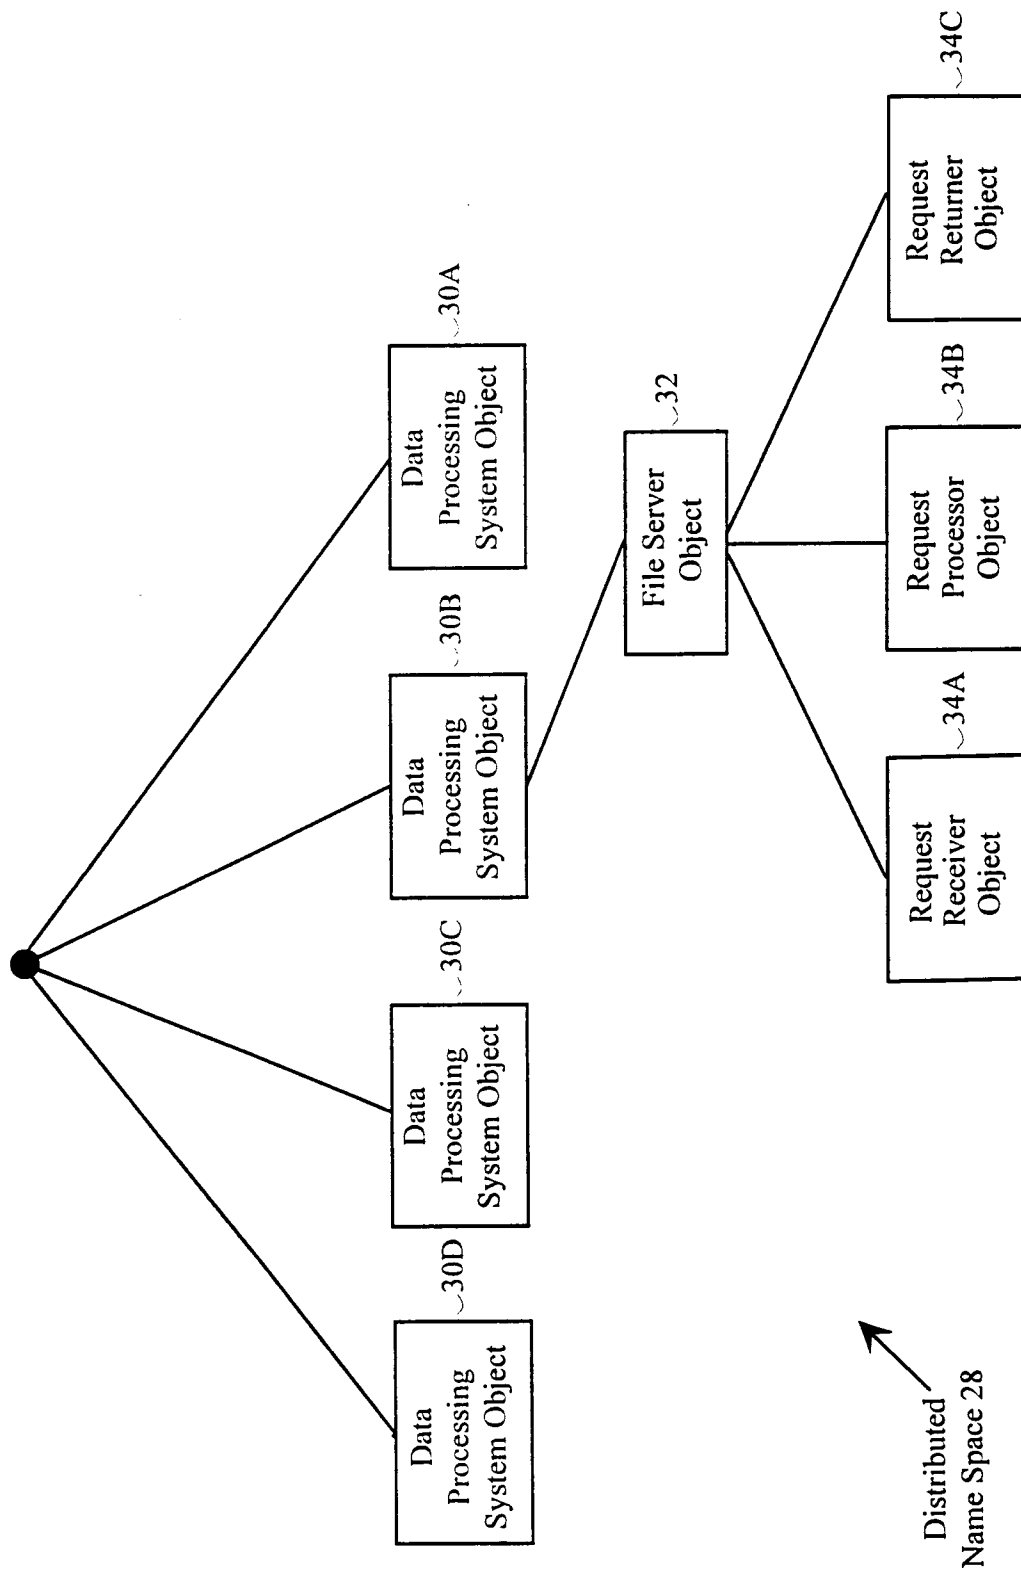 Data
Processing
System Object
30D
Data
Processing
System Object
30C
Data
Processing
System Object
30B
Data
Processing
System Object
30A
File Server
Object
32
Distributed
Name Space 28
Request
Receiver
Object
34A
Request
Processor
Object
34B
Request
Returner
Object
34C